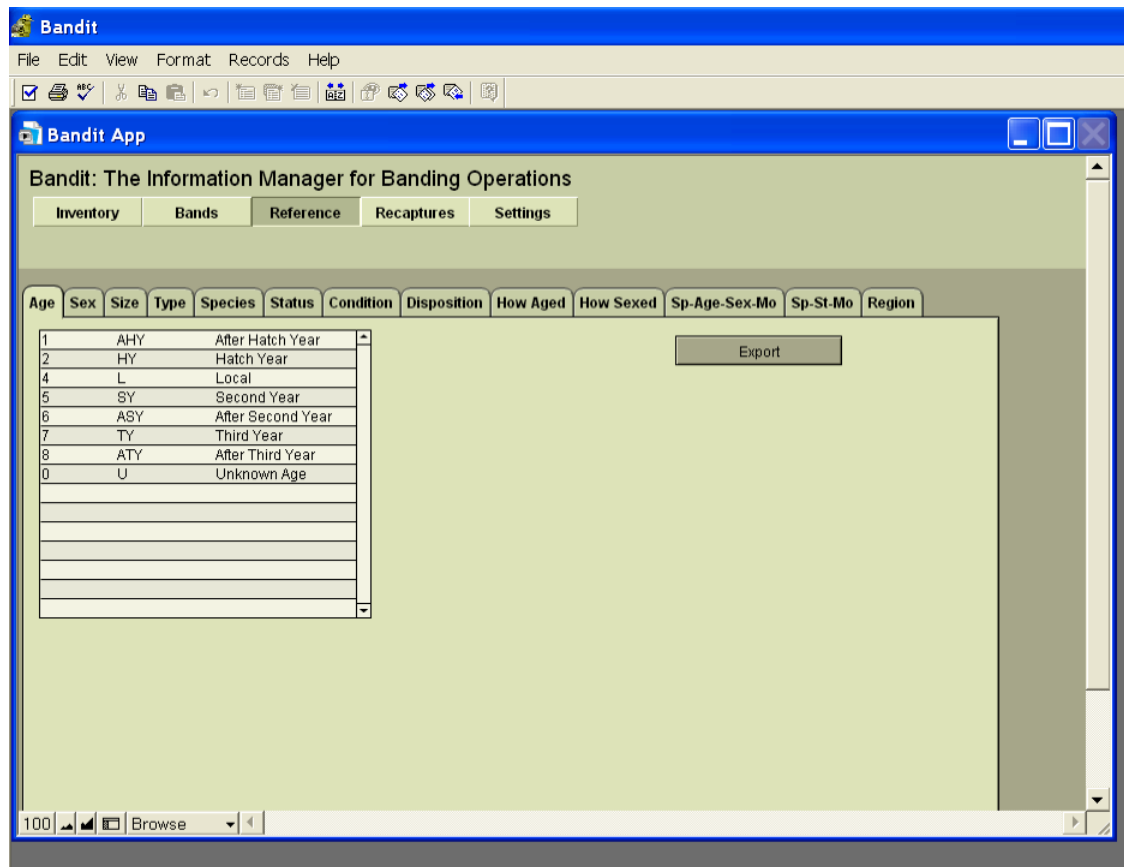 Bandit
File Edit View Format Records Help
ABC
A Z
Bandit App
Bandit: The Information Manager for Banding Operations
Inventory Bands Reference Recaptures Settings
Age Sex Size Type Species Status Condition Disposition How Aged How Sexed Sp-Age-Sex-Mo Sp-St-Mo Region
1 AHY After Hatch Year
Export
2 HY Hatch Year
4 L Local
5 SY Second Year
6 ASY After Second Year
7 TY Third Year
8 ATY After Third Year
0 U Unknown Age
100 Browse